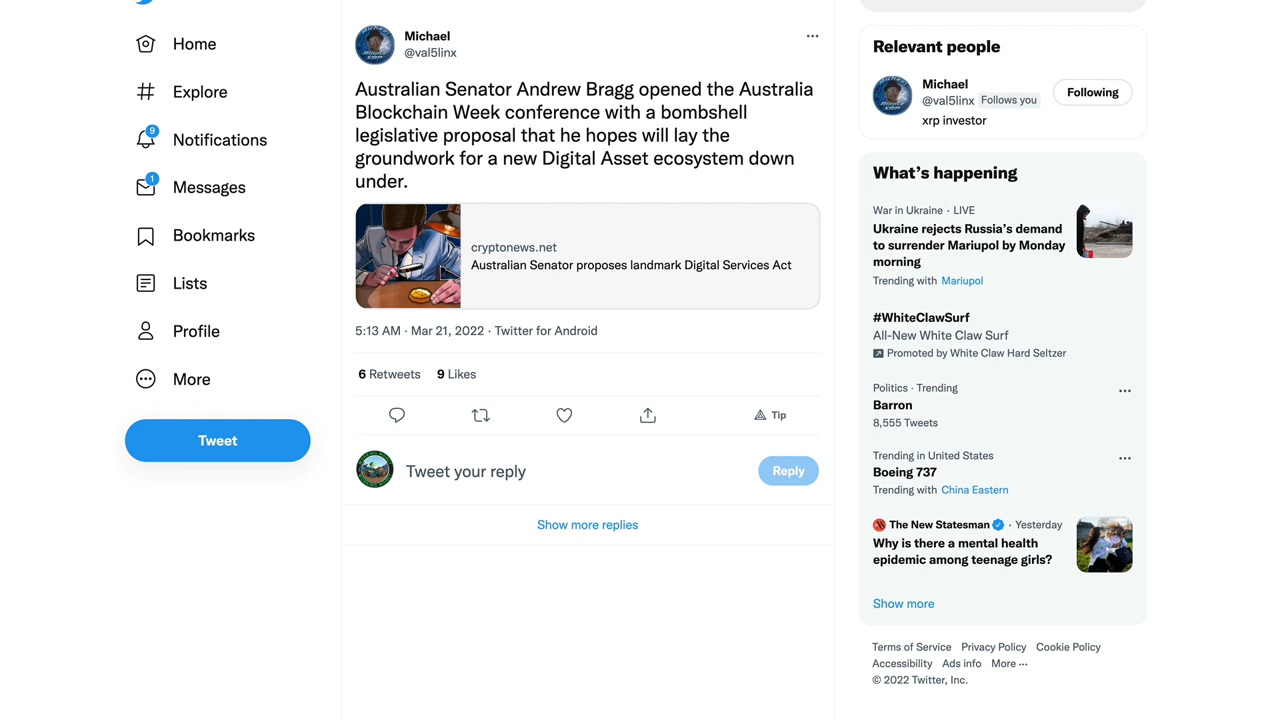 Home
Explore
9
Notifications
1
Messages
Bookmarks
Lists
Profile
More
Tweet
Michael
@val5linx
Australian Senator Andrew Bragg opened the Australia
Blockchain Week conference with a bombshell
legislative proposal that he hopes will lay the
groundwork for a new Digital Asset ecosystem down
under.
cryptonews.net
Australian Senator proposes landmark Digital Services Act
5:13 AM · Mar 21, 2022 · Twitter for Android
6 Retweets 9 Likes
Tip
Tweet your reply
Reply
Show more replies
Relevant people
Michael
@val5linx Follows you
Following
xrp investor
What's happening
War in Ukraine · LIVE
Ukraine rejects Russia's demand
to surrender Mariupol by Monday
morning
Trending with Mariupol
#WhiteClawSurf
All-New White Claw Surf
Promoted by White Claw Hard Seltzer
Politics · Trending
Barron
8,555 Tweets
Trending in United States
Boeing 737
Trending with China Eastern
The New Statesman · Yesterday
Why is there a mental health
epidemic among teenage girls?
Show more
Terms of Service Privacy Policy Cookie Policy
Accessibility Ads info More ···
© 2022 Twitter, Inc.